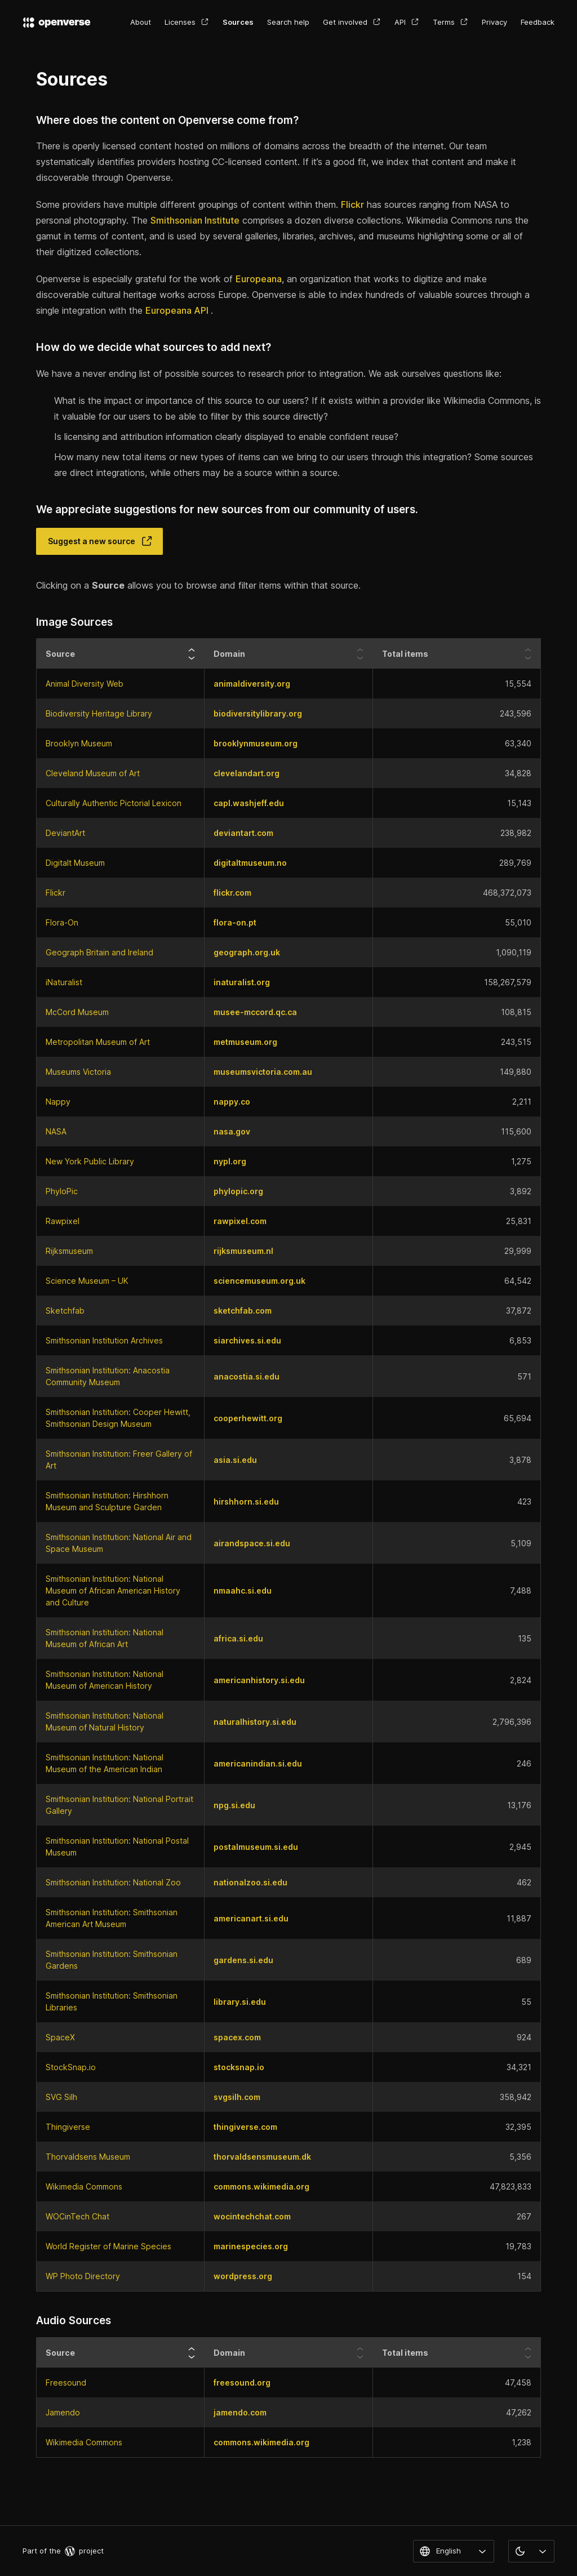 openverse
About Licenses Sources Search help Get involved API Terms Privacy Feedback
Sources
Where does the content on Openverse come from?
There is openly licensed content hosted on millions of domains across the breadth of the internet. Our team
systematically identifies providers hosting CC-licensed content. If it's a good fit, we index that content and make it
discoverable through Openverse.
Some providers have multiple different groupings of content within them. Flickr has sources ranging from NASA to
personal photography. The Smithsonian Institute comprises a dozen diverse collections. Wikimedia Commons runs the
gamut in terms of content, and is used by several galleries, libraries, archives, and museums highlighting some or all of
their digitized collections.
Openverse is especially grateful for the work of Europeana, an organization that works to digitize and make
discoverable cultural heritage works across Europe. Openverse is able to index hundreds of valuable sources through a
single integration with the Europeana API .
How do we decide what sources to add next?
We have a never ending list of possible sources to research prior to integration. We ask ourselves questions like:
What is the impact or importance of this source to our users? If it exists within a provider like Wikimedia Commons, is
it valuable for our users to be able to filter by this source directly?
Is licensing and attribution information clearly displayed to enable confident reuse?
How many new total items or new types of items can we bring to our users through this integration? Some sources
are direct integrations, while others may be a source within a source.
We appreciate suggestions for new sources from our community of users.
Suggest a new source
Clicking on a Source allows you to browse and filter items within that source.
Image Sources
Source Domain Total items
Animal Diversity Web animaldiversity.org 15,554
Biodiversity Heritage Library biodiversitylibrary.org 243,596
Brooklyn Museum brooklynmuseum.org 63,340
Cleveland Museum of Art clevelandart.org 34,828
Culturally Authentic Pictorial Lexicon capl.washjeff.edu 15,143
DeviantArt deviantart.com 238,982
Digitalt Museum digitaltmuseum.no 289,769
Flickr flickr.com 468,372,073
Flora-On flora-on.pt 55,010
Geograph Britain and Ireland geograph.org.uk 1,090,119
iNaturalist inaturalist.org 158,267,579
McCord Museum musee-mccord.qc.ca 108,815
Metropolitan Museum of Art metmuseum.org 243,515
Museums Victoria museumsvictoria.com.au 149,880
Nappy nappy.co 2,211
NASA nasa.gov 115,600
New York Public Library nypl.org 1,275
PhyloPic phylopic.org 3,892
Rawpixel rawpixel.com 25,831
Rijksmuseum rijksmuseum.nl 29,999
Science Museum – UK sciencemuseum.org.uk 64,542
Sketchfab sketchfab.com 37,872
Smithsonian Institution Archives siarchives.si.edu 6,853
Smithsonian Institution: Anacostia
Community Museum anacostia.si.edu 571
Smithsonian Institution: Cooper Hewitt,
Smithsonian Design Museum cooperhewitt.org 65,694
Smithsonian Institution: Freer Gallery of
Art asia.si.edu 3,878
Smithsonian Institution: Hirshhorn
Museum and Sculpture Garden hirshhorn.si.edu 423
Smithsonian Institution: National Air and
Space Museum airandspace.si.edu 5,109
Smithsonian Institution: National
Museum of African American History
and Culture nmaahc.si.edu 7,488
Smithsonian Institution: National
Museum of African Art africa.si.edu 135
Smithsonian Institution: National
Museum of American History americanhistory.si.edu 2,824
Smithsonian Institution: National
Museum of Natural History naturalhistory.si.edu 2,796,396
Smithsonian Institution: National
Museum of the American Indian americanindian.si.edu 246
Smithsonian Institution: National Portrait
Gallery npg.si.edu 13,176
Smithsonian Institution: National Postal
Museum postalmuseum.si.edu 2,945
Smithsonian Institution: National Zoo nationalzoo.si.edu 462
Smithsonian Institution: Smithsonian
American Art Museum americanart.si.edu 11,887
Smithsonian Institution: Smithsonian
Gardens gardens.si.edu 689
Smithsonian Institution: Smithsonian
Libraries library.si.edu 55
SpaceX spacex.com 924
StockSnap.io stocksnap.io 34,321
SVG Silh svgsilh.com 358,942
Thingiverse thingiverse.com 32,395
Thorvaldsens Museum thorvaldsensmuseum.dk 5,356
Wikimedia Commons commons.wikimedia.org 47,823,833
WOCinTech Chat wocintechchat.com 267
World Register of Marine Species marinespecies.org 19,783
WP Photo Directory wordpress.org 154
Audio Sources
Source Domain Total items
Freesound freesound.org 47,458
Jamendo jamendo.com 47,262
Wikimedia Commons commons.wikimedia.org 1,238
Part of the project English